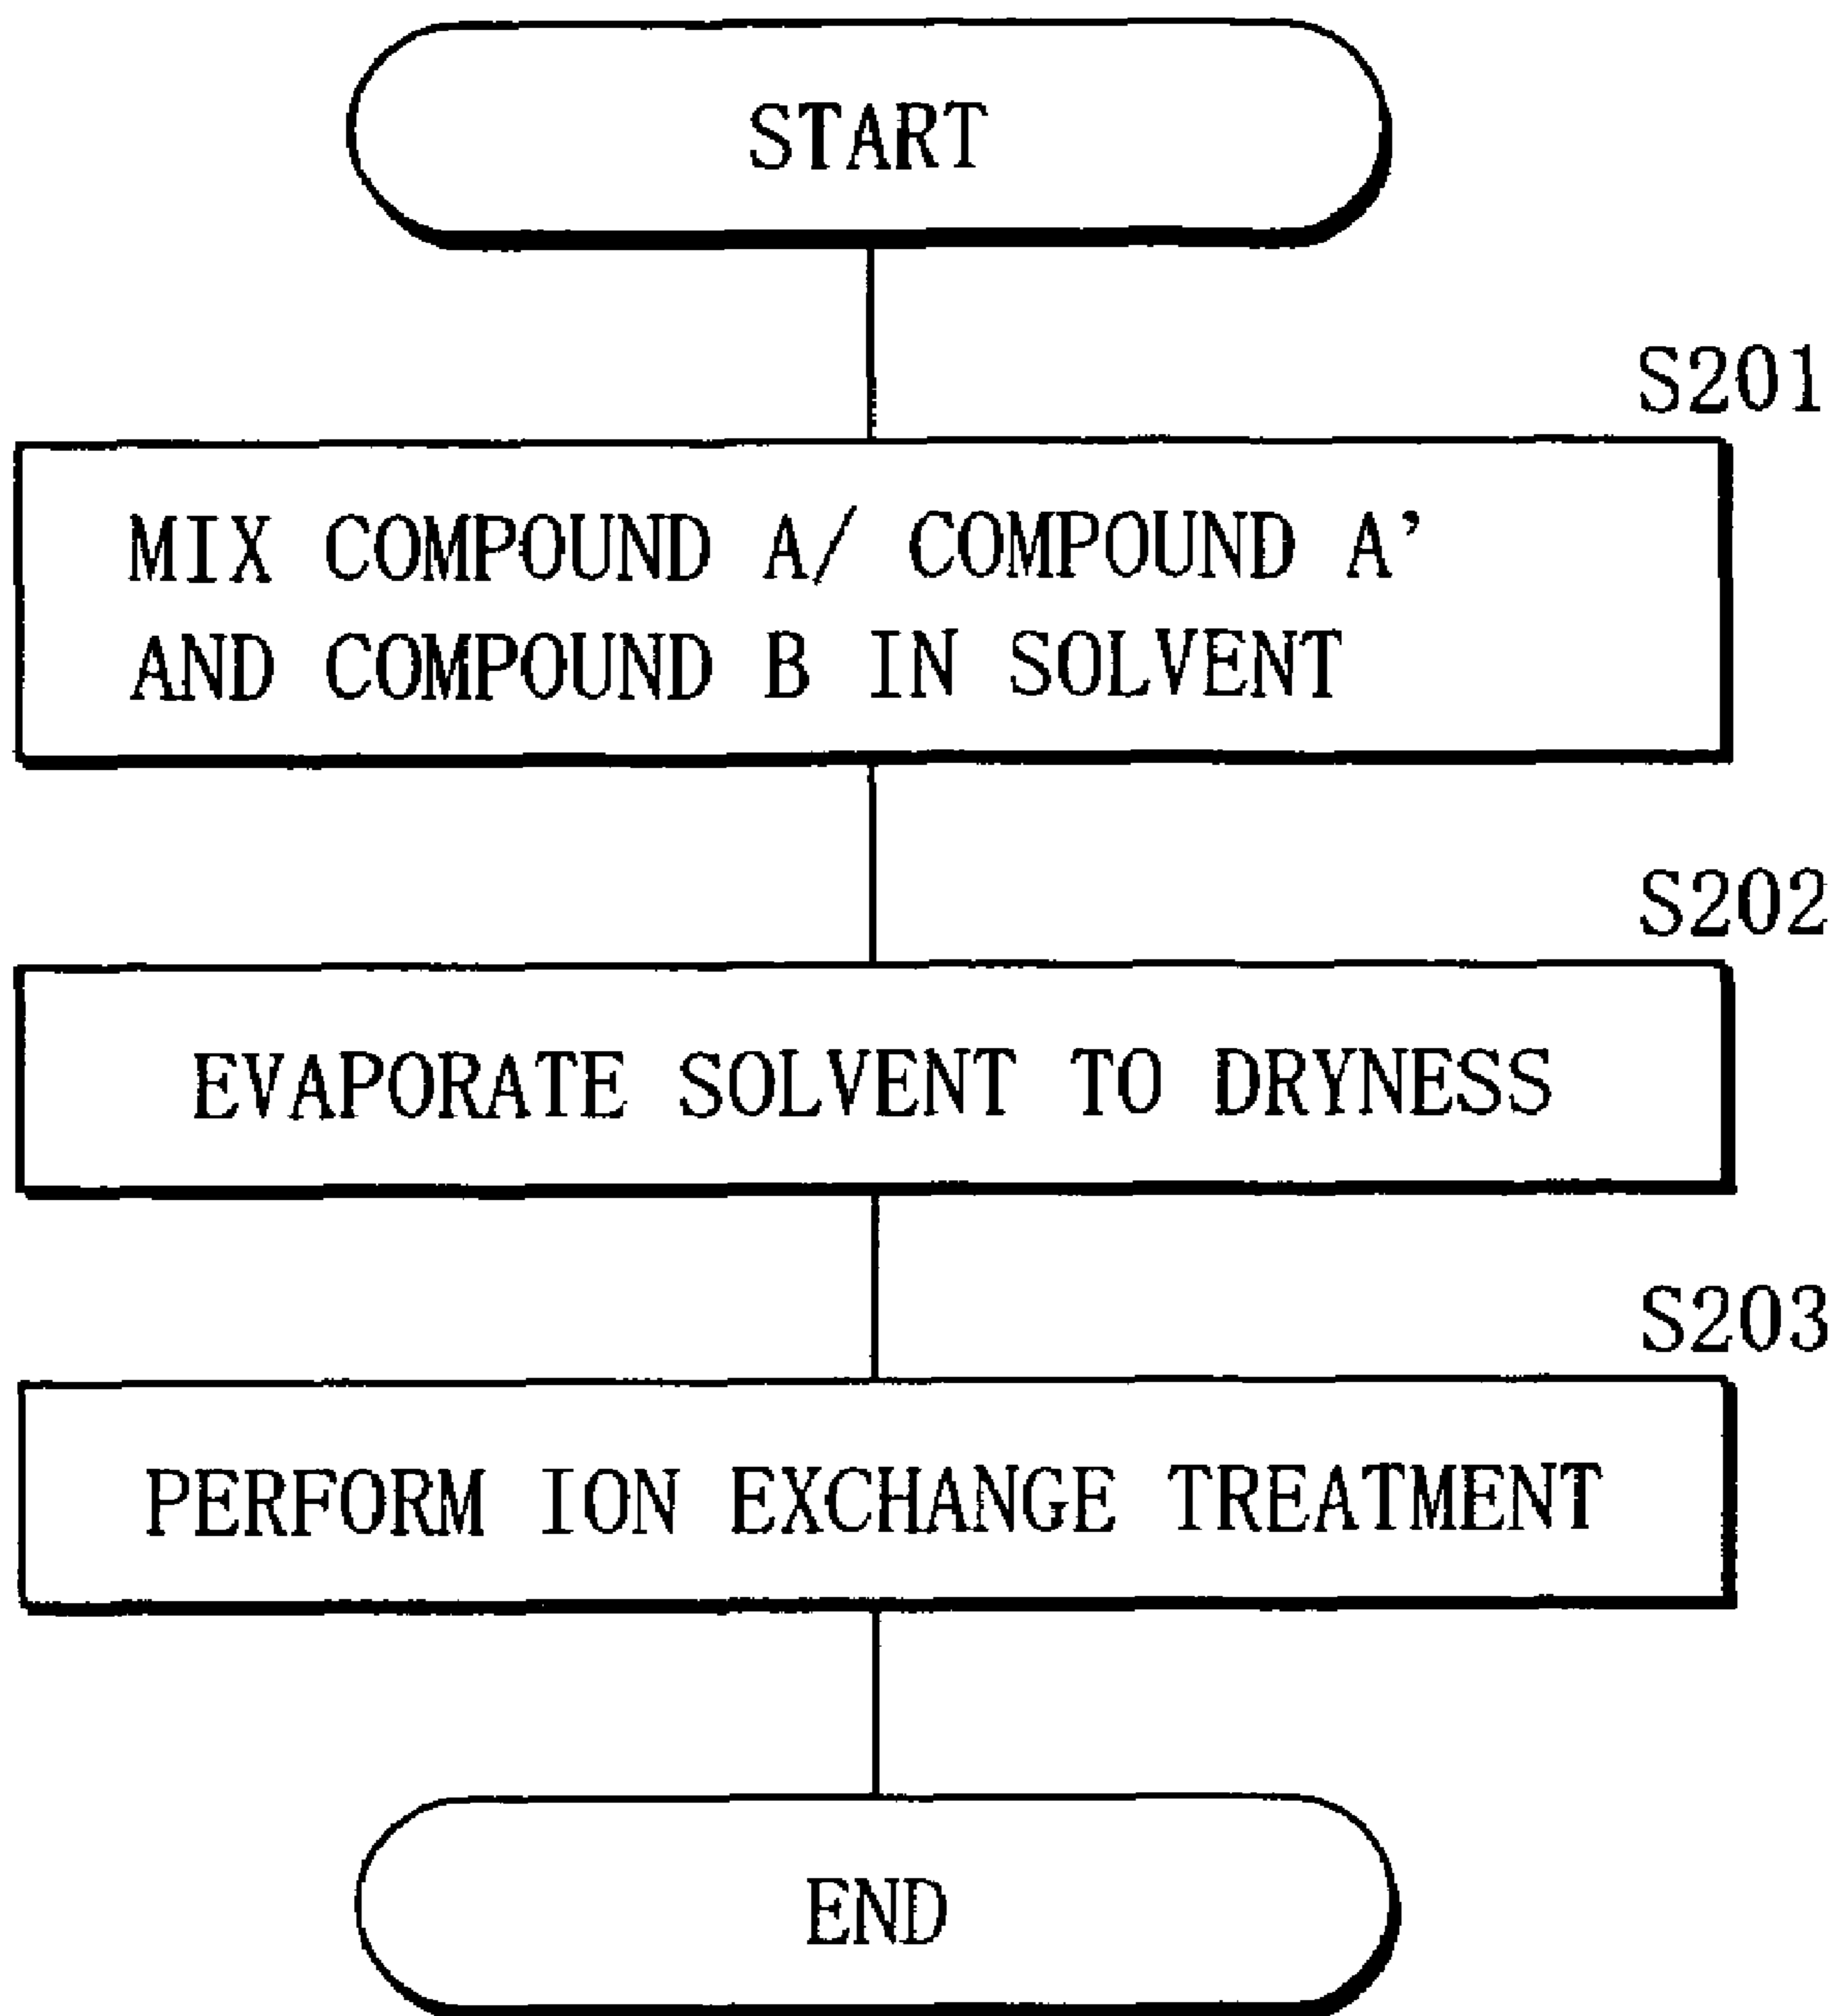 START
S201
MIX COMPOUND A/ COMPOUND A'
AND COMPOUND B IN SOLVENT
S202
EVAPORATE SOLVENT TO DRYNESS
S203
PERFORM ION EXCHANGE TREATMENT
END